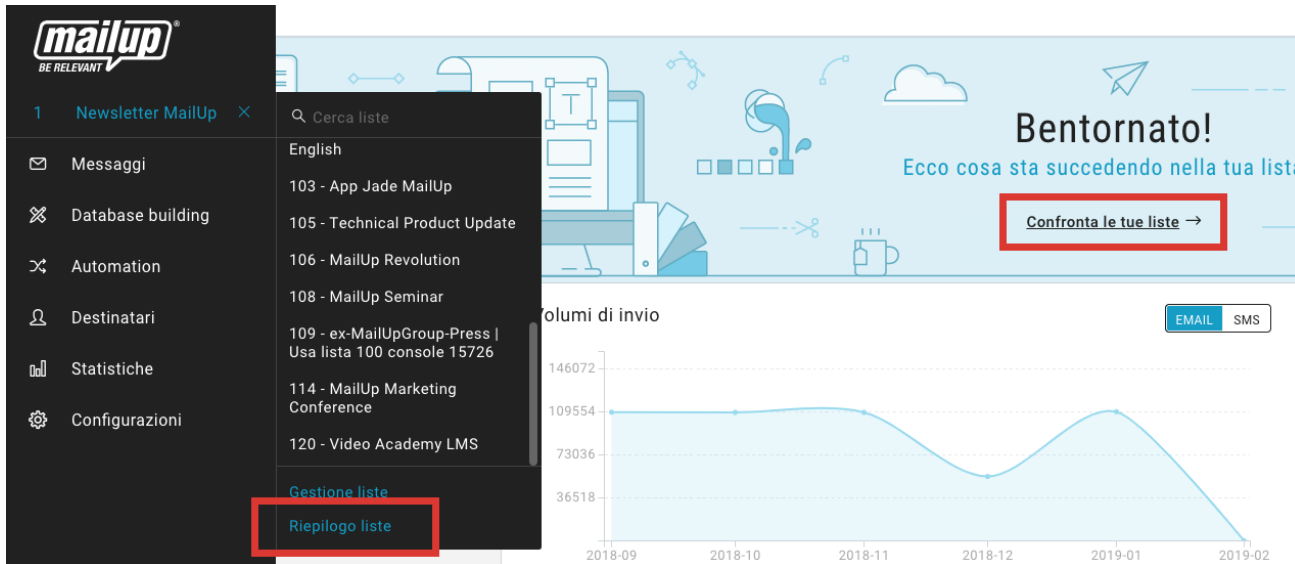 mailup®
BE RELEVANT
1 Newsletter MailUp ×
Messaggi
Database building
Automation
Destinatari
Statistiche
Configurazioni
Cerca liste
English
103 - App Jade MailUp
105 - Technical Product Update
106 - MailUp Revolution
108 - MailUp Seminar
109 - ex-MailUpGroup-Press |
Usa lista 100 console 15726
114 - MailUp Marketing
Conference
120 - Video Academy LMS
Gestione liste
Riepilogo liste
T
Bentornato!
Ecco cosa sta succedendo nella tua lista
Confronta le tue liste →
Volumi di invio
EMAIL SMS
146072
109554
73036
36518
2018-09 2018-10 2018-11 2018-12 2019-01 2019-02